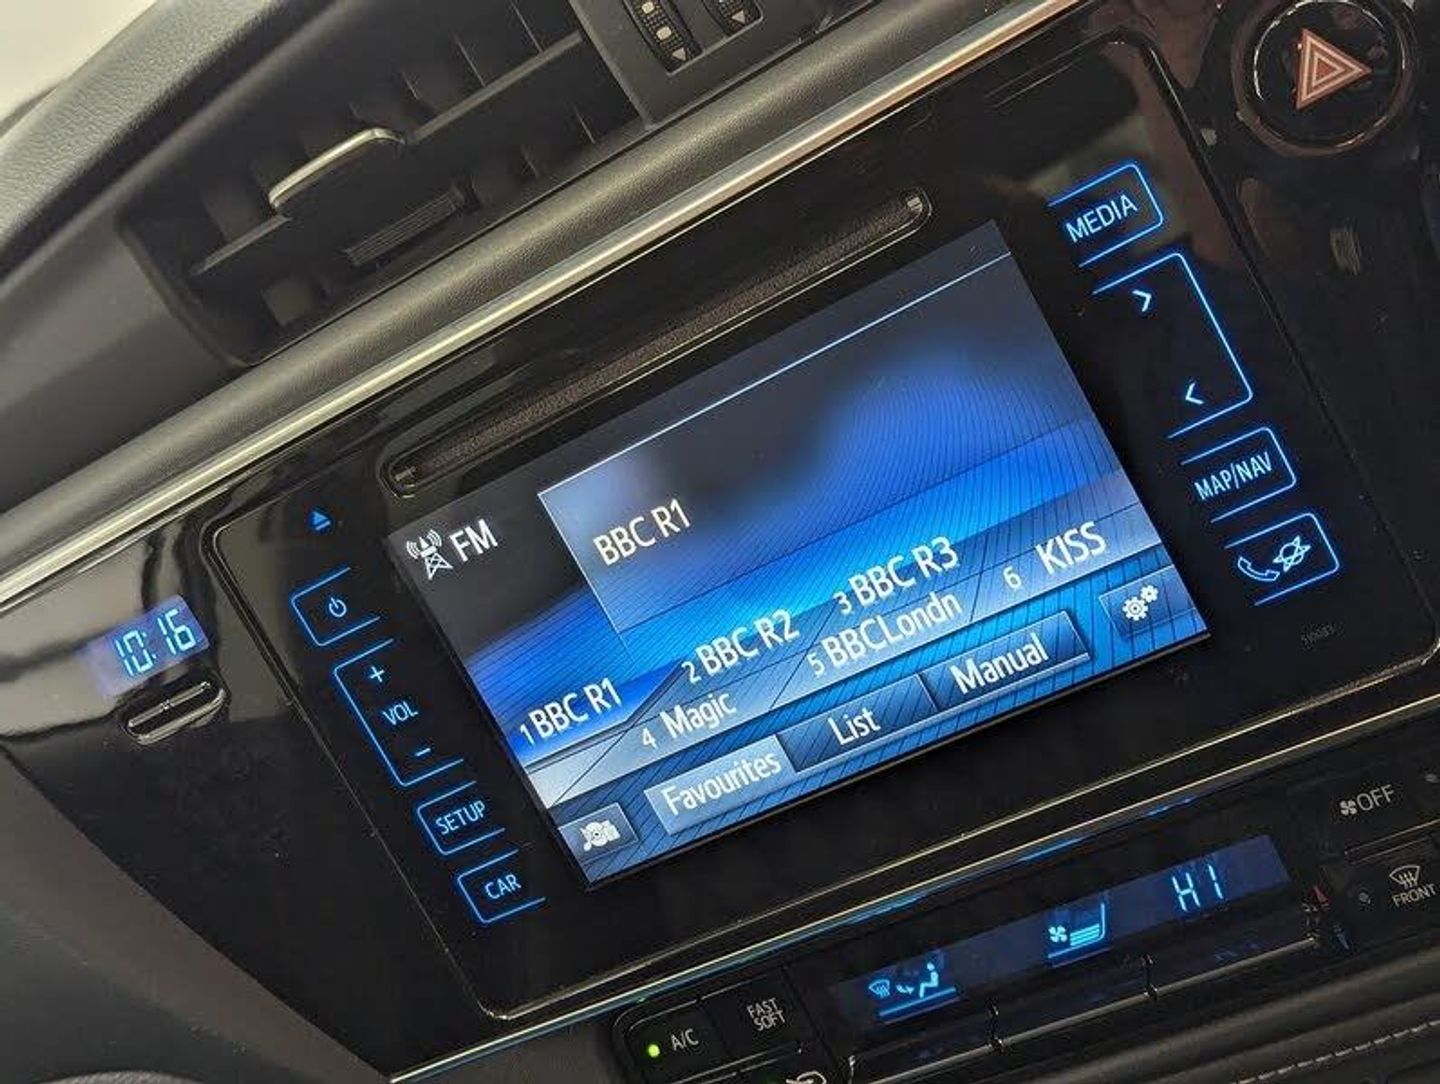 MEDIA
FM
BBC R1
MAP/NAV
10:16
+
VOL
-
SETUP
CAR
1 BBC R1
2 BBC R2
3 BBC R3
4 Magic
5 BBCLondn
6 KISS
Favourites
List
Manual
OFF
FRONT
HI
A/C
FAST
SOFT